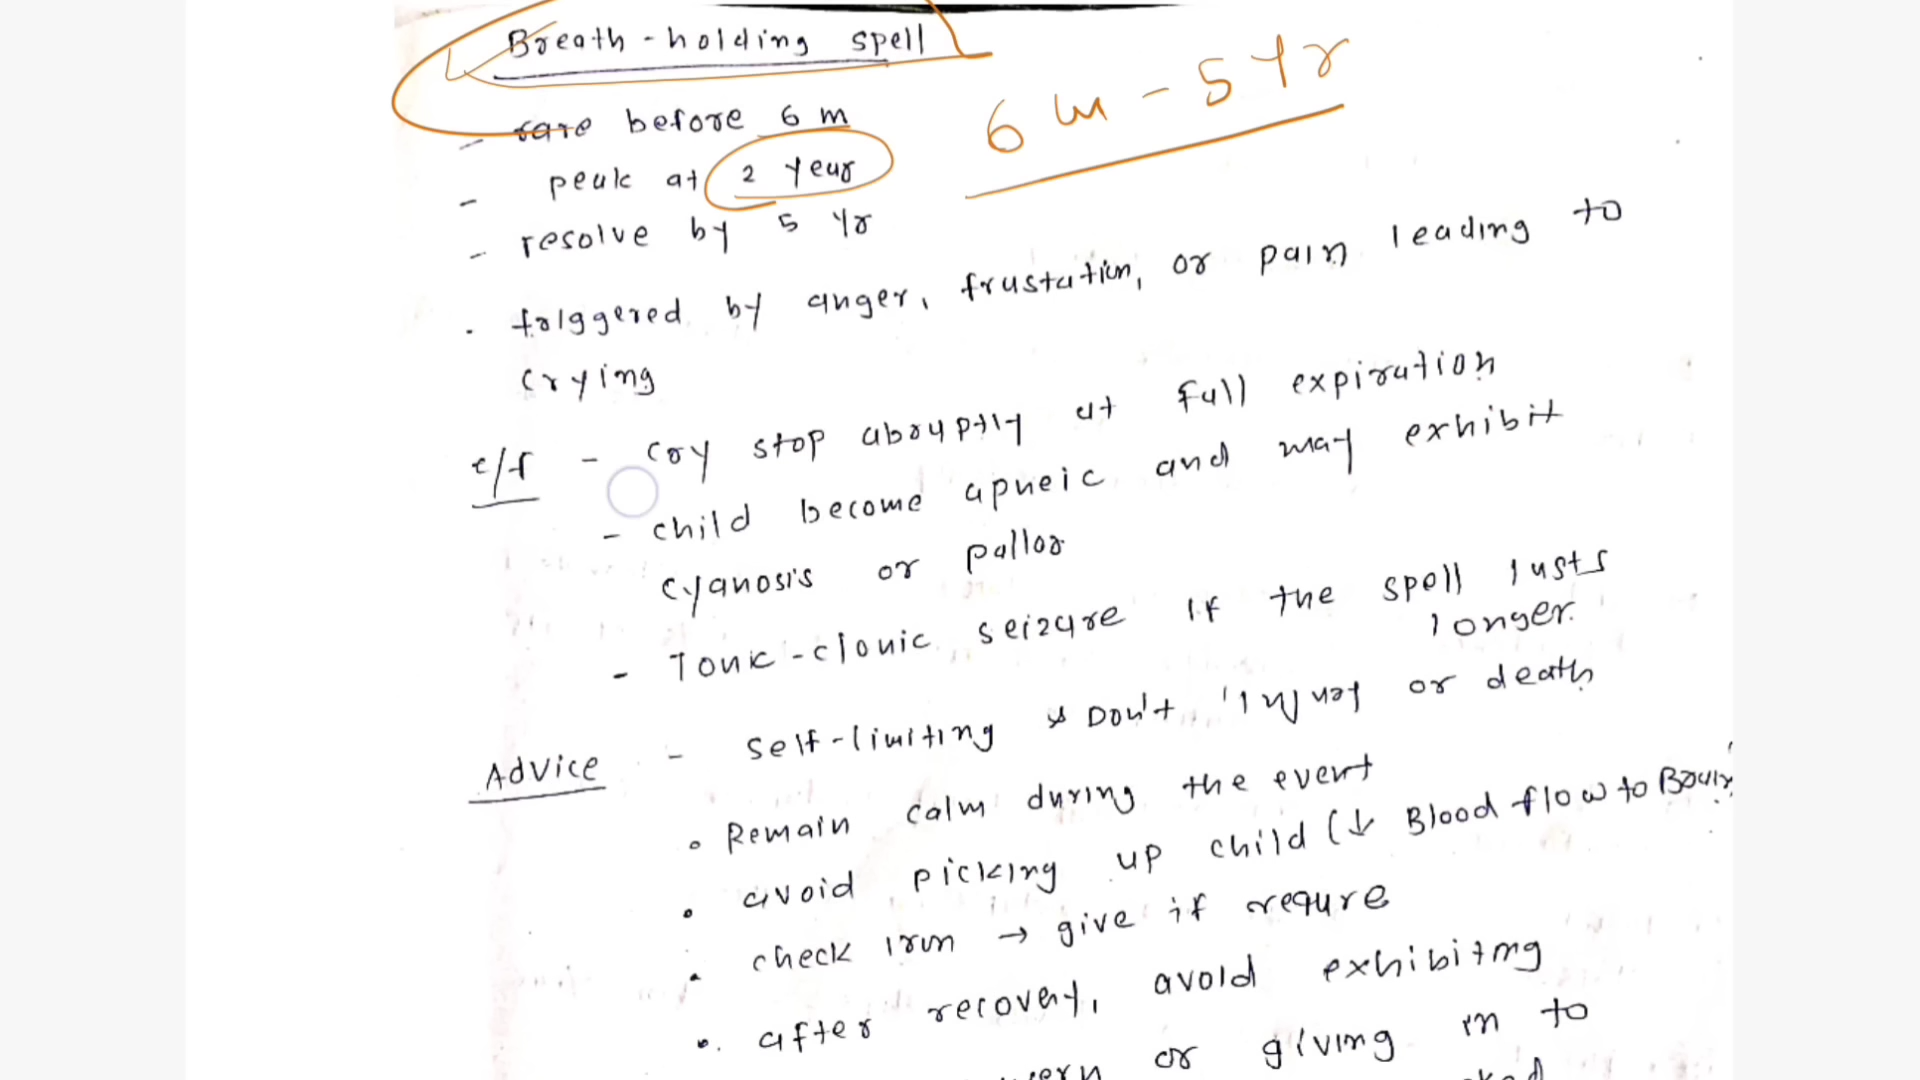 Breath-holding spell
6 m - 5 Yr
- rare before 6 m
- peak at 2 Year
- resolve by 5 Yr
. triggered by anger, frustation, or pain leading to
crying
c/f - cry stop abruptly at full expiration
- child become apneic and may exhibit
cyanosis or pallor
- Tonic-clonic seizure if the spell lasts
longer.
Advice - Self-limiting & Don't injury or death
• Remain calm during the event
• avoid picking up child (↓ Blood flow to Brain
• check iron → give if requre
• after recovery, avoid exhibiting
or giving in to